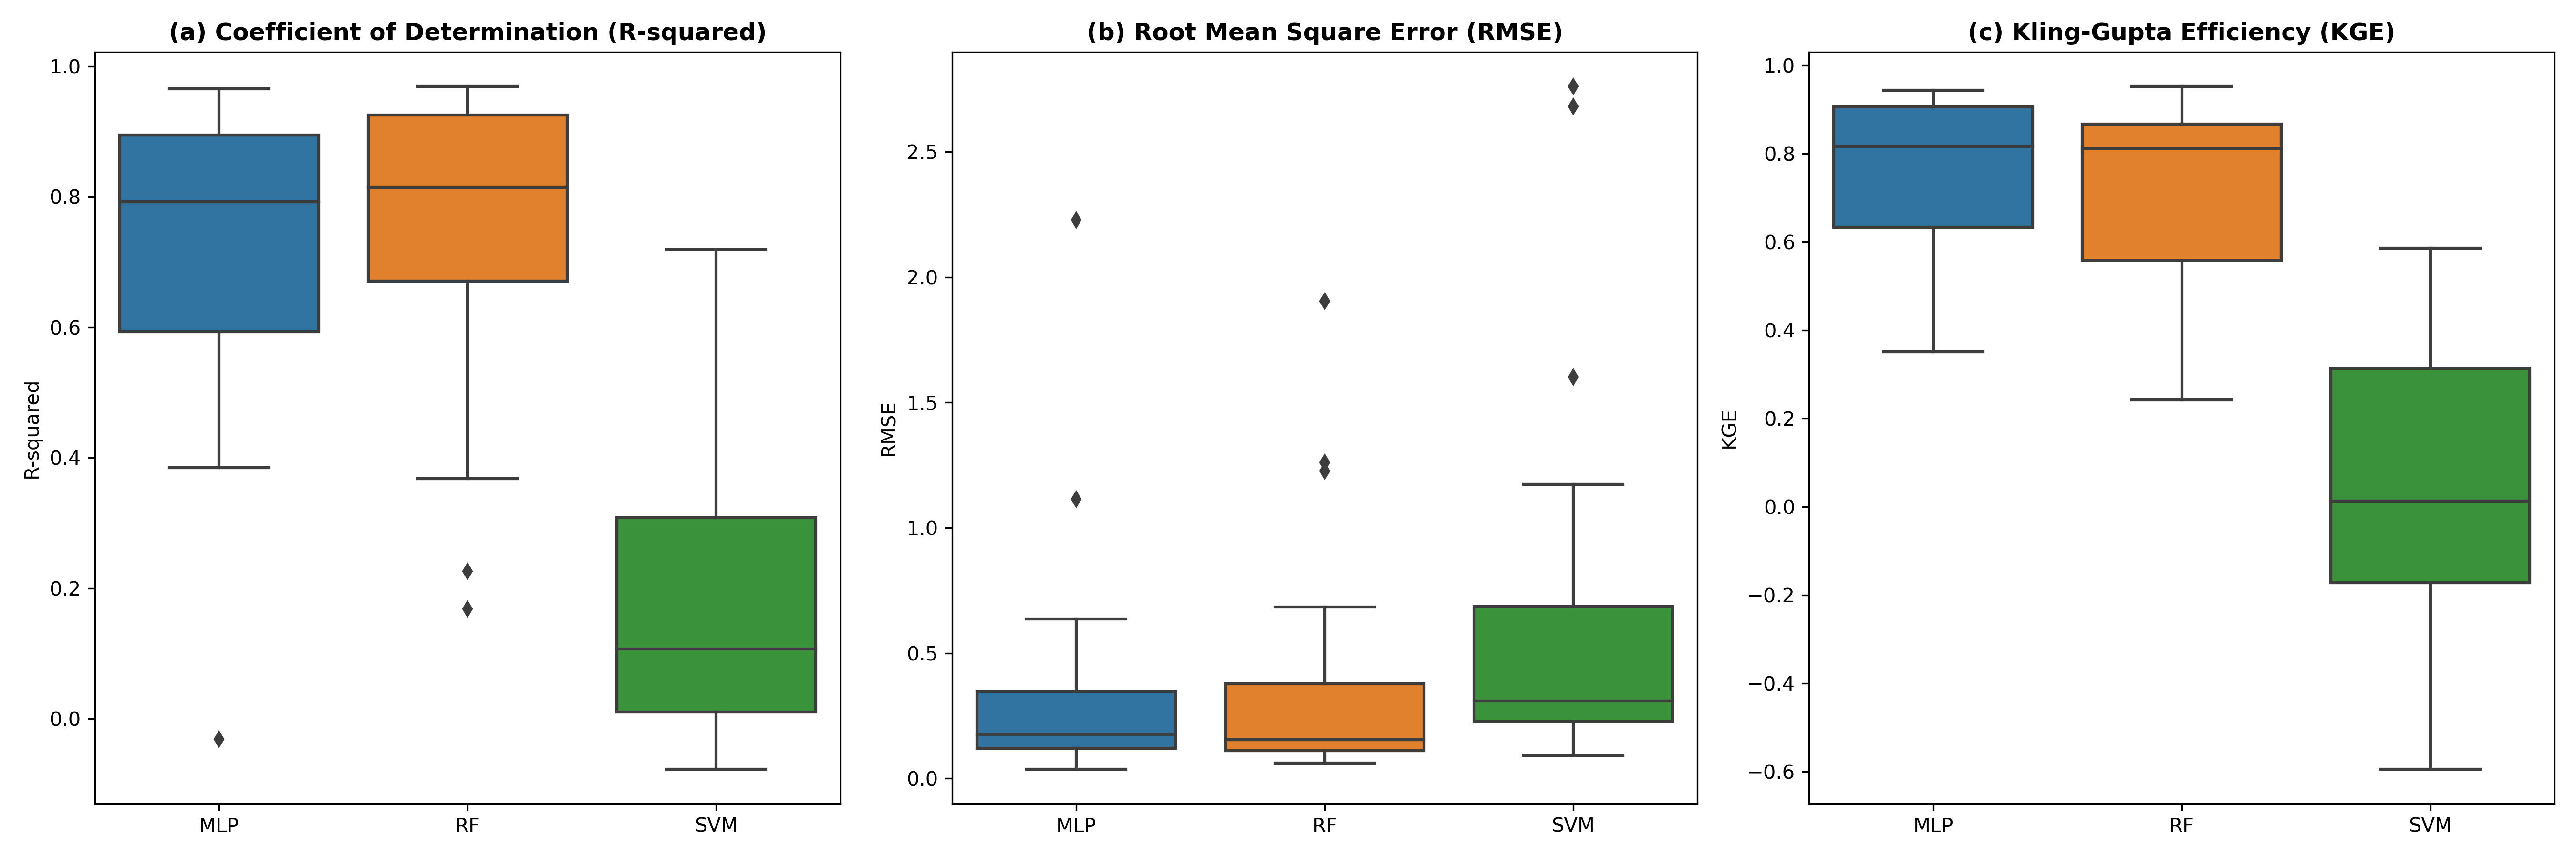 (a) Coefficient of Determination (R-squared)
R-squared
1.0
0.8
0.6
0.4
0.2
0.0
MLP
RF
SVM
(b) Root Mean Square Error (RMSE)
RMSE
2.5
2.0
1.5
1.0
0.5
0.0
MLP
RF
SVM
(c) Kling-Gupta Efficiency (KGE)
KGE
1.0
0.8
0.6
0.4
0.2
0.0
−0.2
−0.4
−0.6
MLP
RF
SVM